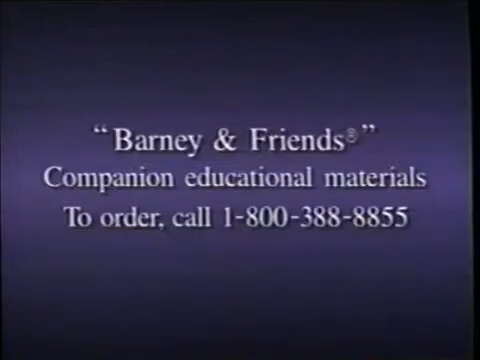 “Barney & Friends®”
Companion educational materials
To order, call 1-800-388-8855